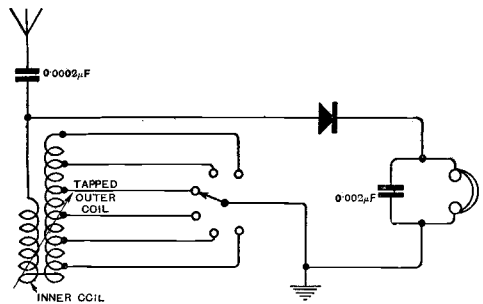 0·0002µF
TAPPED
OUTER
COIL
0·002µF
INNER COIL